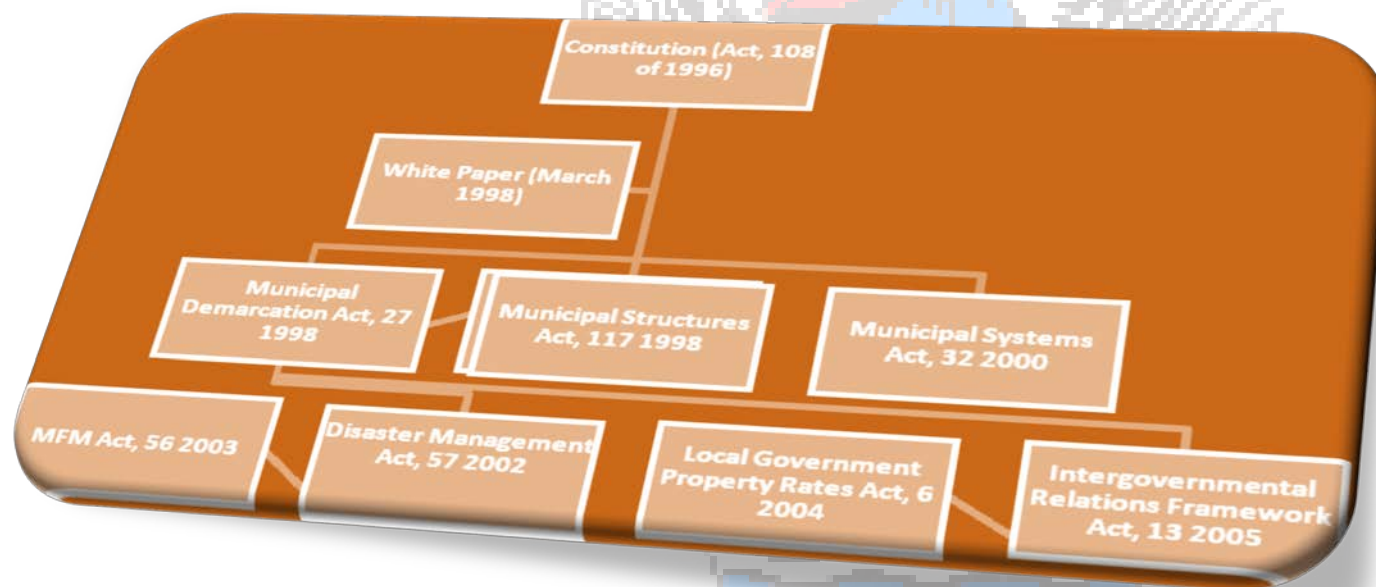 Constitution (Act, 108
of 1996)
White Paper (March
1998)
Municipal
Demarcation Act, 27
1998
Municipal Structures
Act, 117 1998
Municipal Systems
Act, 32 2000
MFM Act, 56 2003
Disaster Management
Act, 57 2002
Local Government
Property Rates Act, 6
2004
Intergovernmental
Relations Framework
Act, 13 2005